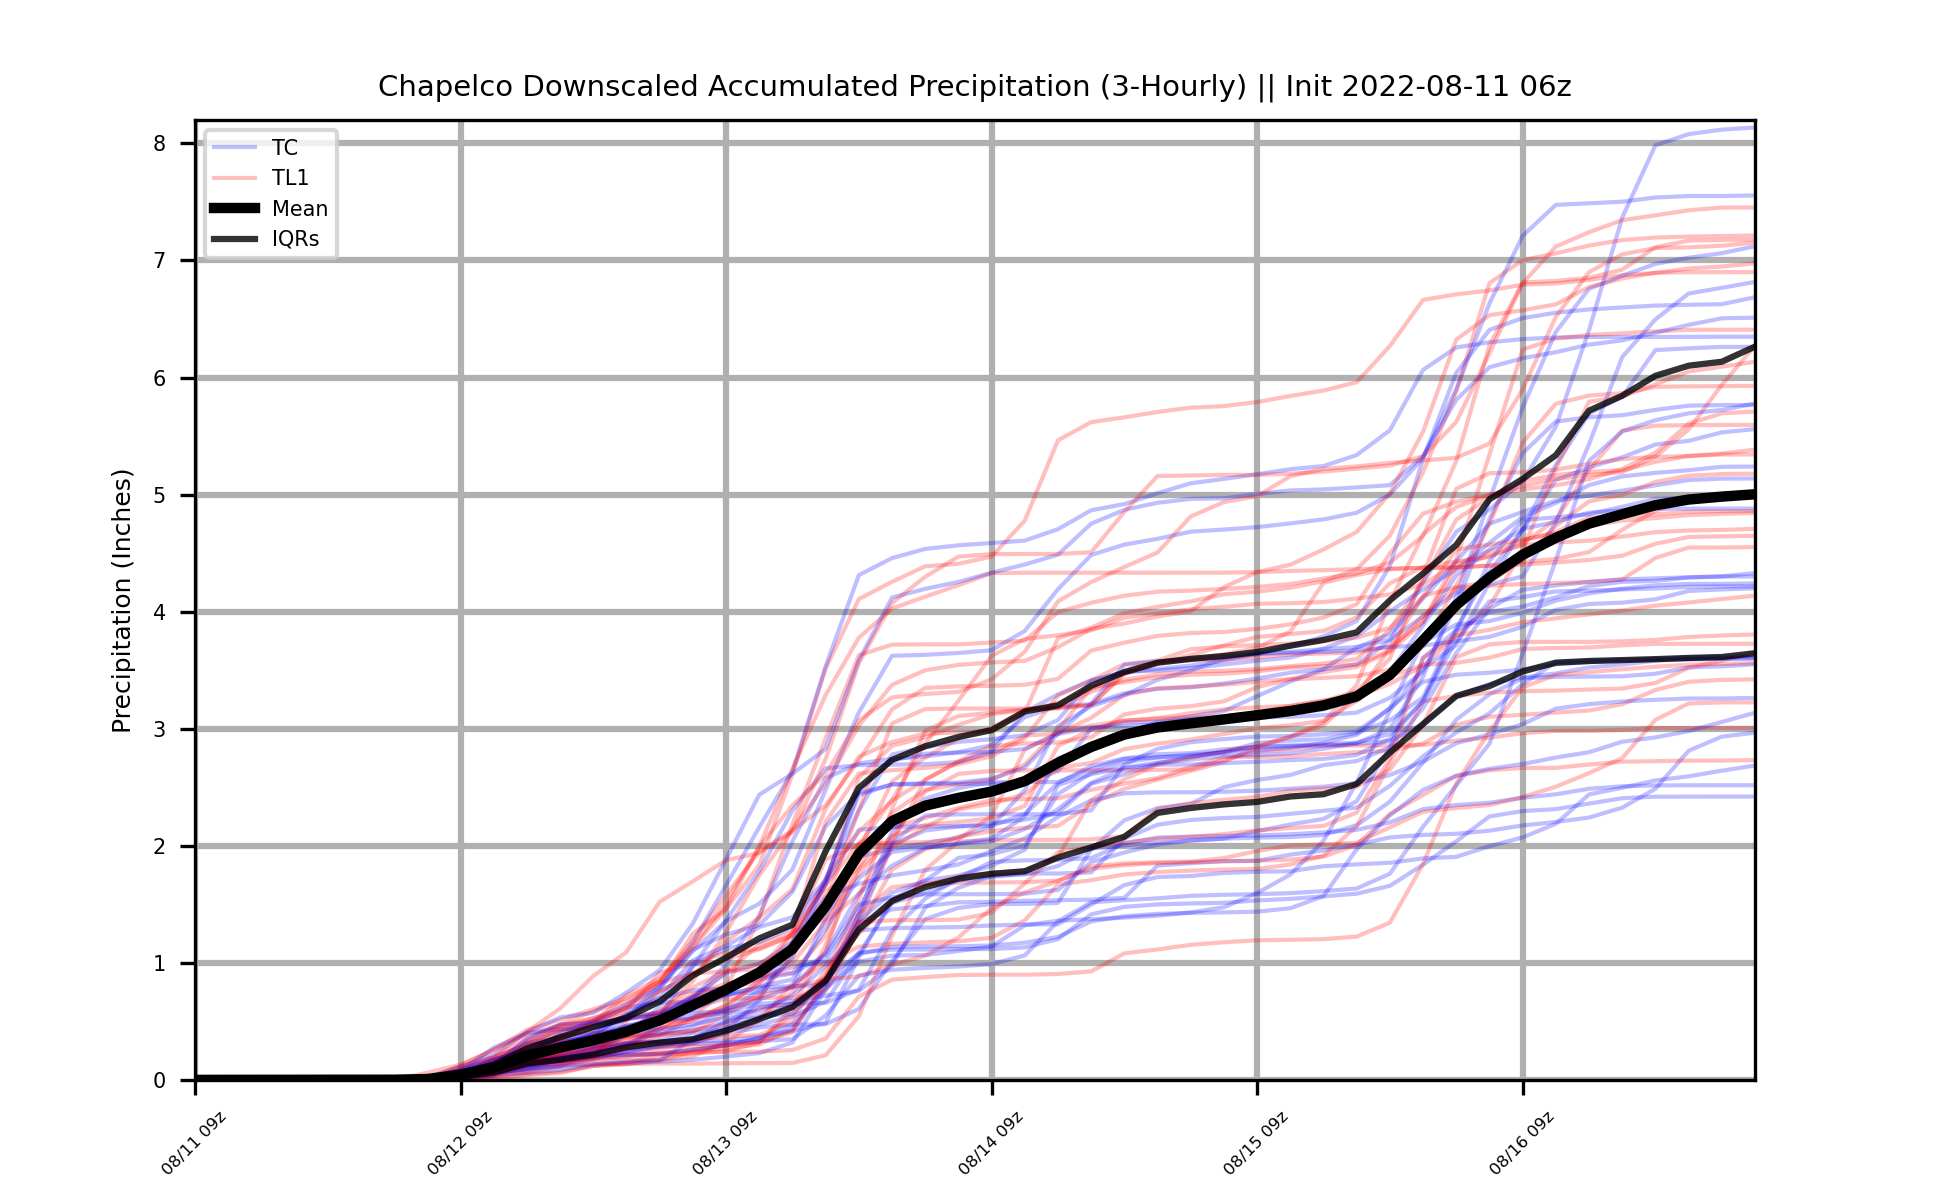 Chapelco Downscaled Accumulated Precipitation (3-Hourly) || Init 2022-08-11 06z
TC
TL1
Mean
IQRs
Precipitation (Inches)
8
7
6
5
4
3
2
1
0
08/11 09z
08/12 09z
08/13 09z
08/14 09z
08/15 09z
08/16 09z